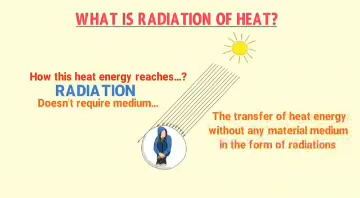 WHAT IS RADIATION OF HEAT?
How this heat energy reaches...?
RADIATION
Doesn't require medium...
The transfer of heat energy
without any material medium
in the form of radiations